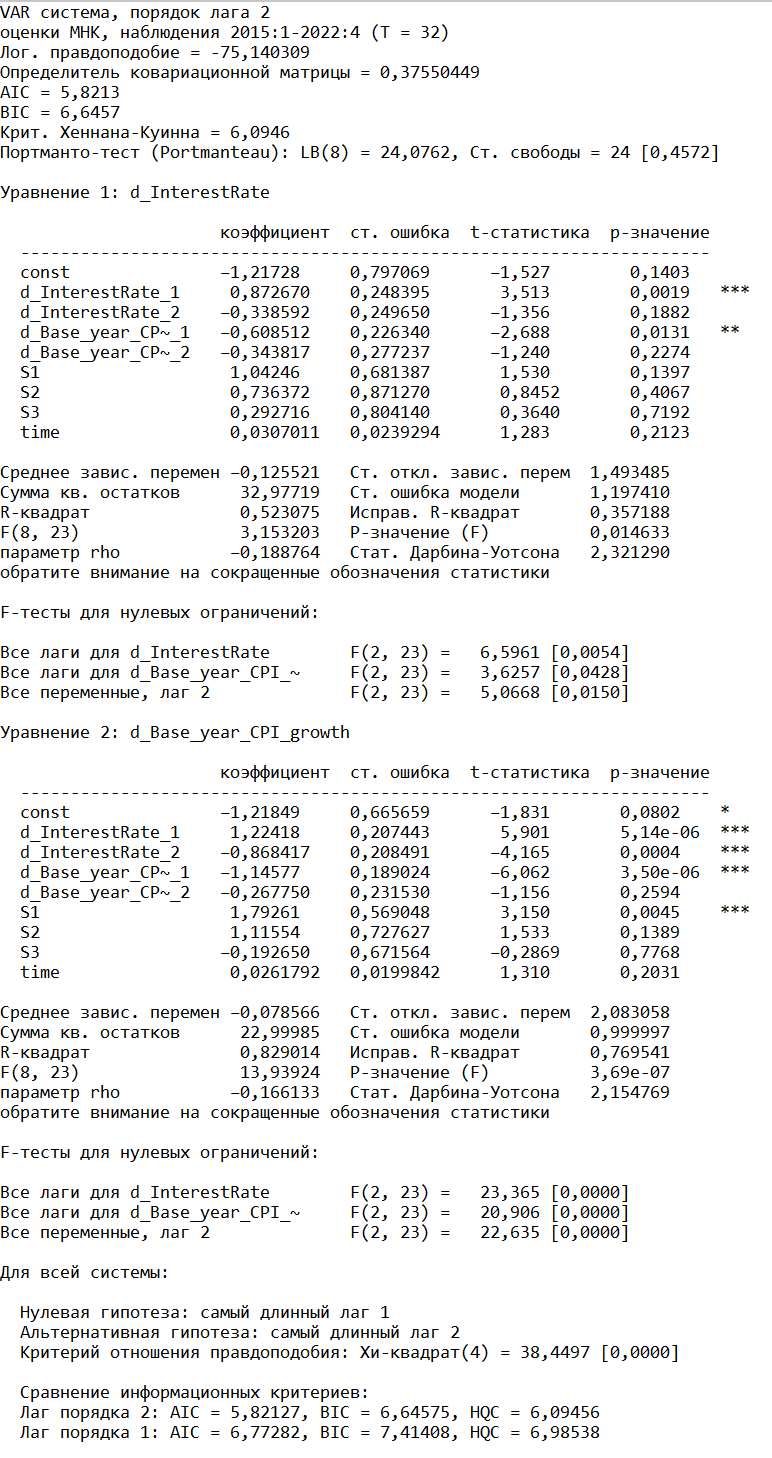 VAR система, порядок лага 2
оценки МНК, наблюдения 2015:1-2022:4 (T = 32)
Лог. правдоподобие = -75,140309
Определитель ковариационной матрицы = 0,37550449
AIC = 5,8213
BIC = 6,6457
Крит. Хеннана-Куинна = 6,0946
Портманто-тест (Portmanteau): LB(8) = 24,0762, Ст. свободы = 24 [0,4572]
Уравнение 1: d_InterestRate
коэффициент ст. ошибка t-статистика p-значение
---------------------------------------------------------------------
const −1,21728 0,797069 −1,527 0,1403
d_InterestRate_1 0,872670 0,248395 3,513 0,0019 ***
d_InterestRate_2 −0,338592 0,249650 −1,356 0,1882
d_Base_year_CP~_1 −0,608512 0,226340 −2,688 0,0131 **
d_Base_year_CP~_2 −0,343817 0,277237 −1,240 0,2274
S1 1,04246 0,681387 1,530 0,1397
S2 0,736372 0,871270 0,8452 0,4067
S3 0,292716 0,804140 0,3640 0,7192
time 0,0307011 0,0239294 1,283 0,2123
Среднее завис. перемен −0,125521 Ст. откл. завис. перем 1,493485
Сумма кв. остатков 32,97719 Ст. ошибка модели 1,197410
R-квадрат 0,523075 Исправ. R-квадрат 0,357188
F(8, 23) 3,153203 Р-значение (F) 0,014633
параметр rho −0,188764 Стат. Дарбина-Уотсона 2,321290
обратите внимание на сокращенные обозначения статистики
F-тесты для нулевых ограничений:
Все лаги для d_InterestRate F(2, 23) = 6,5961 [0,0054]
Все лаги для d_Base_year_CPI_~ F(2, 23) = 3,6257 [0,0428]
Все переменные, лаг 2 F(2, 23) = 5,0668 [0,0150]
Уравнение 2: d_Base_year_CPI_growth
коэффициент ст. ошибка t-статистика p-значение
---------------------------------------------------------------------
const −1,21849 0,665659 −1,831 0,0802 *
d_InterestRate_1 1,22418 0,207443 5,901 5,14e-06 ***
d_InterestRate_2 −0,868417 0,208491 −4,165 0,0004 ***
d_Base_year_CP~_1 −1,14577 0,189024 −6,062 3,50e-06 ***
d_Base_year_CP~_2 −0,267750 0,231530 −1,156 0,2594
S1 1,79261 0,569048 3,150 0,0045 ***
S2 1,11554 0,727627 1,533 0,1389
S3 −0,192650 0,671564 −0,2869 0,7768
time 0,0261792 0,0199842 1,310 0,2031
Среднее завис. перемен −0,078566 Ст. откл. завис. перем 2,083058
Сумма кв. остатков 22,99985 Ст. ошибка модели 0,999997
R-квадрат 0,829014 Исправ. R-квадрат 0,769541
F(8, 23) 13,93924 Р-значение (F) 3,69e-07
параметр rho −0,166133 Стат. Дарбина-Уотсона 2,154769
обратите внимание на сокращенные обозначения статистики
F-тесты для нулевых ограничений:
Все лаги для d_InterestRate F(2, 23) = 23,365 [0,0000]
Все лаги для d_Base_year_CPI_~ F(2, 23) = 20,906 [0,0000]
Все переменные, лаг 2 F(2, 23) = 22,635 [0,0000]
Для всей системы:
Нулевая гипотеза: самый длинный лаг 1
Альтернативная гипотеза: самый длинный лаг 2
Критерий отношения правдоподобия: Хи-квадрат(4) = 38,4497 [0,0000]
Сравнение информационных критериев:
Лаг порядка 2: AIC = 5,82127, BIC = 6,64575, HQC = 6,09456
Лаг порядка 1: AIC = 6,77282, BIC = 7,41408, HQC = 6,98538